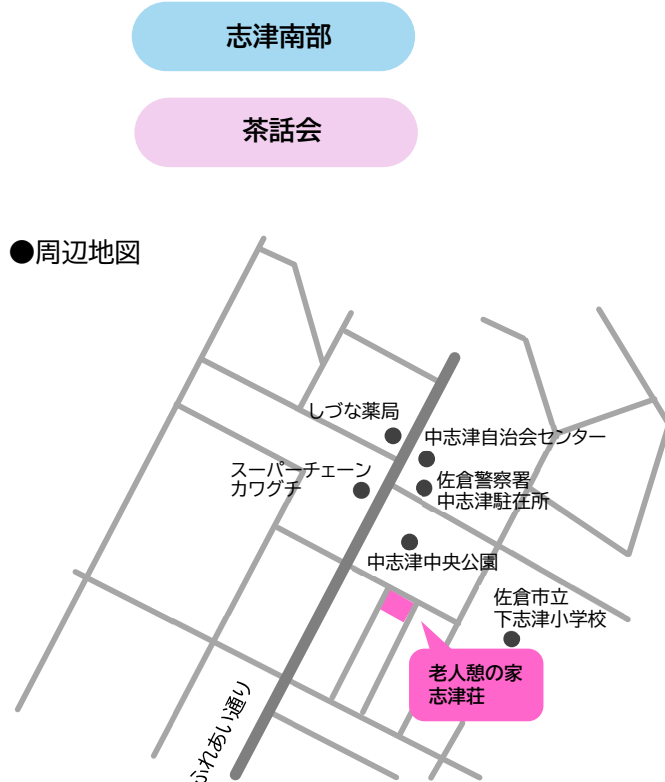 志津南部
茶話会
●周辺地図
しづな薬局
中志津自治会センター
スーパーチェーン
カワグチ
佐倉警察署
中志津駐在所
中志津中央公園
佐倉市立
下志津小学校
老人憩の家
志津荘
ふれあい通り